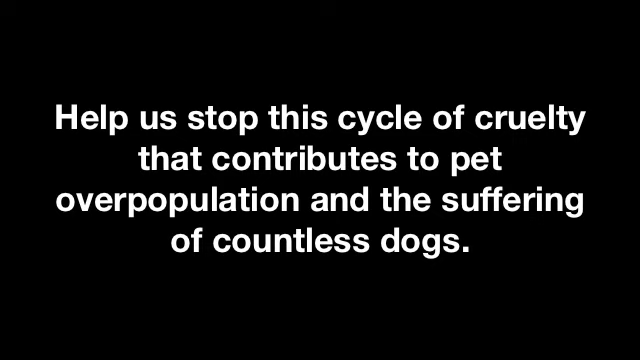 Help us stop this cycle of cruelty
that contributes to pet
overpopulation and the suffering
of countless dogs.